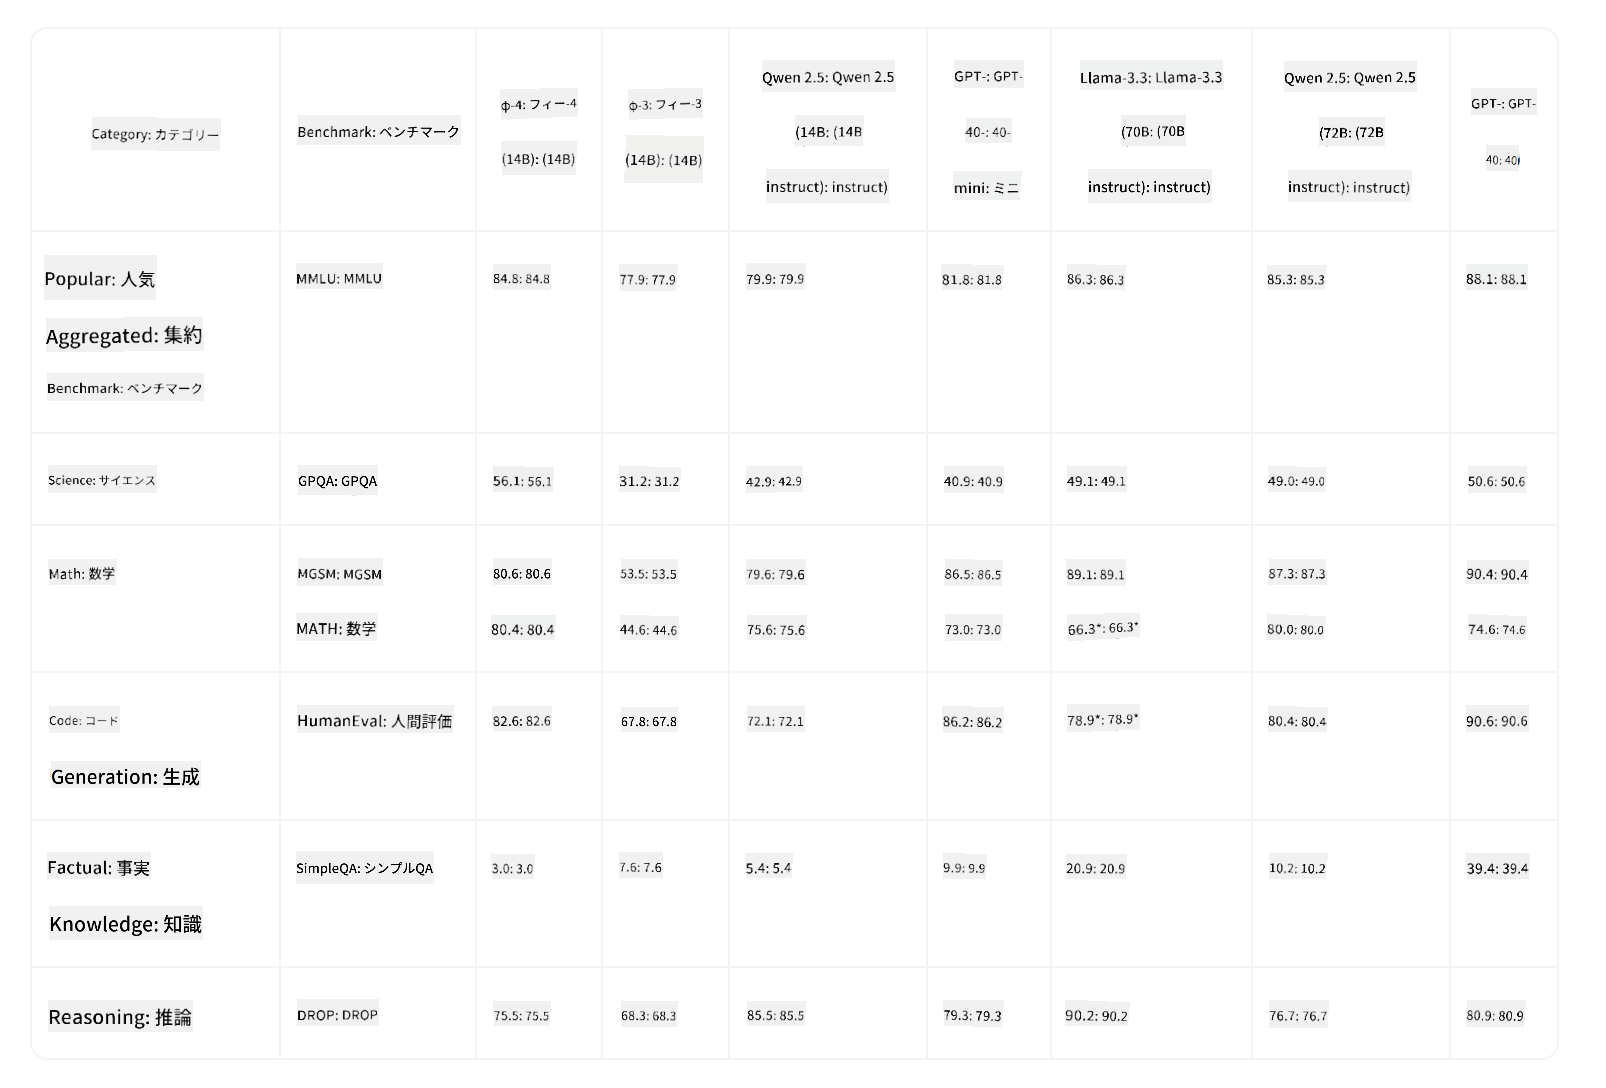 Category: カテゴリー
Benchmark: ベンチマーク
φ-4: フィー-4
(14B): (14B)
φ-3: フィー-3
(14B): (14B)
Qwen 2.5: Qwen 2.5
(14B: (14B
instruct): instruct)
GPT-: GPT-
40-: 40-
mini: ミニ
Llama-3.3: Llama-3.3
(70B: (70B
instruct): instruct)
Qwen 2.5: Qwen 2.5
(72B: (72B
instruct): instruct)
GPT-: GPT-
40: 40
Popular: 人気
Aggregated: 集約
Benchmark: ベンチマーク
MMLU: MMLU
84.8: 84.8
77.9: 77.9
79.9: 79.9
81.8: 81.8
86.3: 86.3
85.3: 85.3
88.1: 88.1
Science: サイエンス
GPQA: GPQA
56.1: 56.1
31.2: 31.2
42.9: 42.9
40.9: 40.9
49.1: 49.1
49.0: 49.0
50.6: 50.6
Math: 数学
MGSM: MGSM
80.6: 80.6
53.5: 53.5
79.6: 79.6
86.5: 86.5
89.1: 89.1
87.3: 87.3
90.4: 90.4
MATH: 数学
80.4: 80.4
44.6: 44.6
75.6: 75.6
73.0: 73.0
66.3*: 66.3*
80.0: 80.0
74.6: 74.6
Code: コード
Generation: 生成
HumanEval: 人間評価
82.6: 82.6
67.8: 67.8
72.1: 72.1
86.2: 86.2
78.9*: 78.9*
80.4: 80.4
90.6: 90.6
Factual: 事実
Knowledge: 知識
SimpleQA: シンプルQA
3.0: 3.0
7.6: 7.6
5.4: 5.4
9.9: 9.9
20.9: 20.9
10.2: 10.2
39.4: 39.4
Reasoning: 推論
DROP: DROP
75.5: 75.5
68.3: 68.3
85.5: 85.5
79.3: 79.3
90.2: 90.2
76.7: 76.7
80.9: 80.9